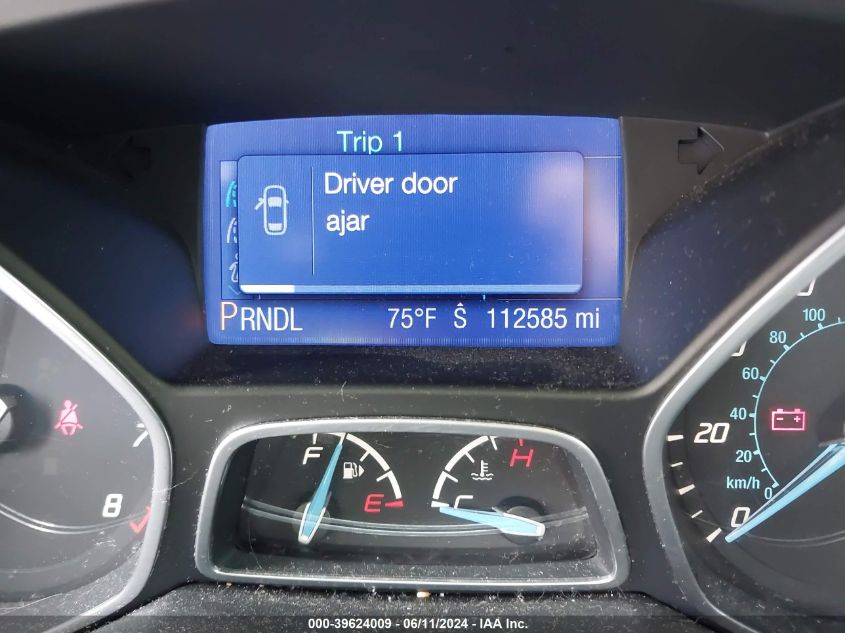 Trip 1
Driver door
ajar
PRNDL 75°F Ŝ 112585 mi
7
8
F
E
C
H
100
80
60
40
20
km/h
0
20
0
000-39624009 - 06/11/2024 - IAA Inc.